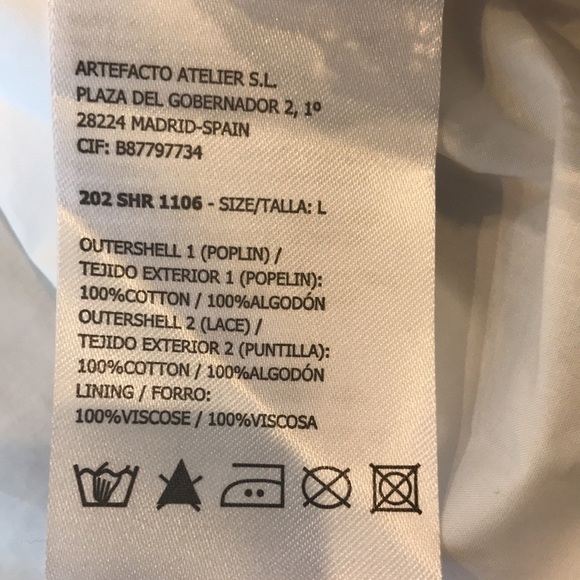 ARTEFACTO ATELIER S.L.
PLAZA DEL GOBERNADOR 2, 1º
28224 MADRID-SPAIN
CIF: B87797734
202 SHR 1106 - SIZE/TALLA: L
OUTERSHELL 1 (POPLIN) /
TEJIDO EXTERIOR 1 (POPELIN):
100%COTTON / 100%ALGODÓN
OUTERSHELL 2 (LACE) /
TEJIDO EXTERIOR 2 (PUNTILLA):
100%COTTON / 100%ALGODÓN
LINING / FORRO:
100%VISCOSE / 100%VISCOSA